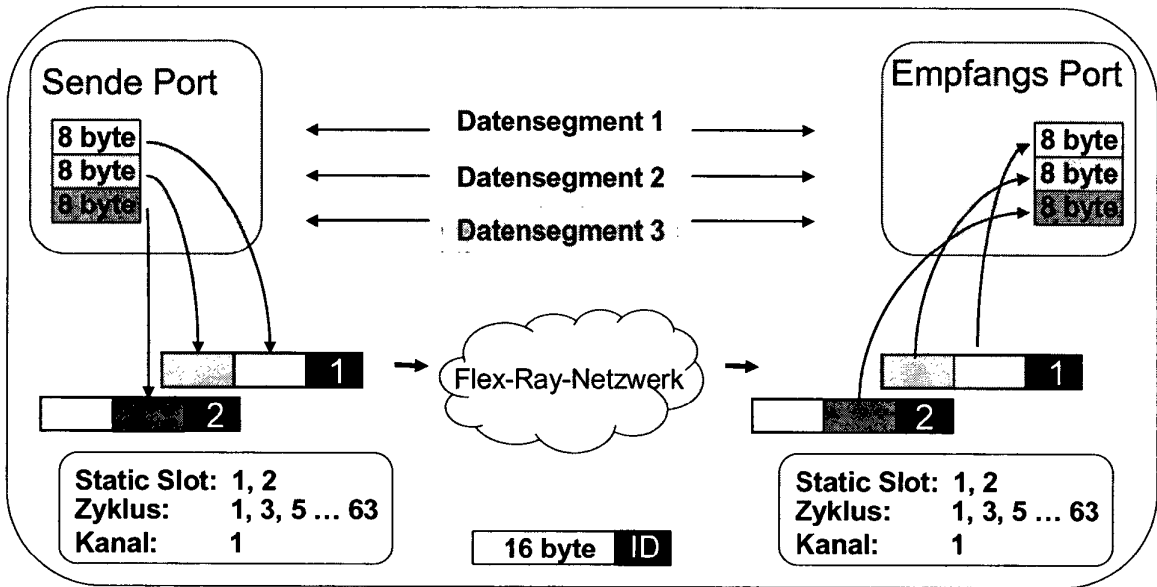 Sende Port
Empfangs Port
8 byte
8 byte
8 byte
Datensegment 1
Datensegment 2
Datensegment 3
8 byte
8 byte
8 byte
1
2
Flex-Ray-Netzwerk
1
2
Static Slot: 1, 2
Zyklus: 1, 3, 5 ... 63
Kanal: 1
16 byte ID
Static Slot: 1, 2
Zyklus: 1, 3, 5 ... 63
Kanal: 1